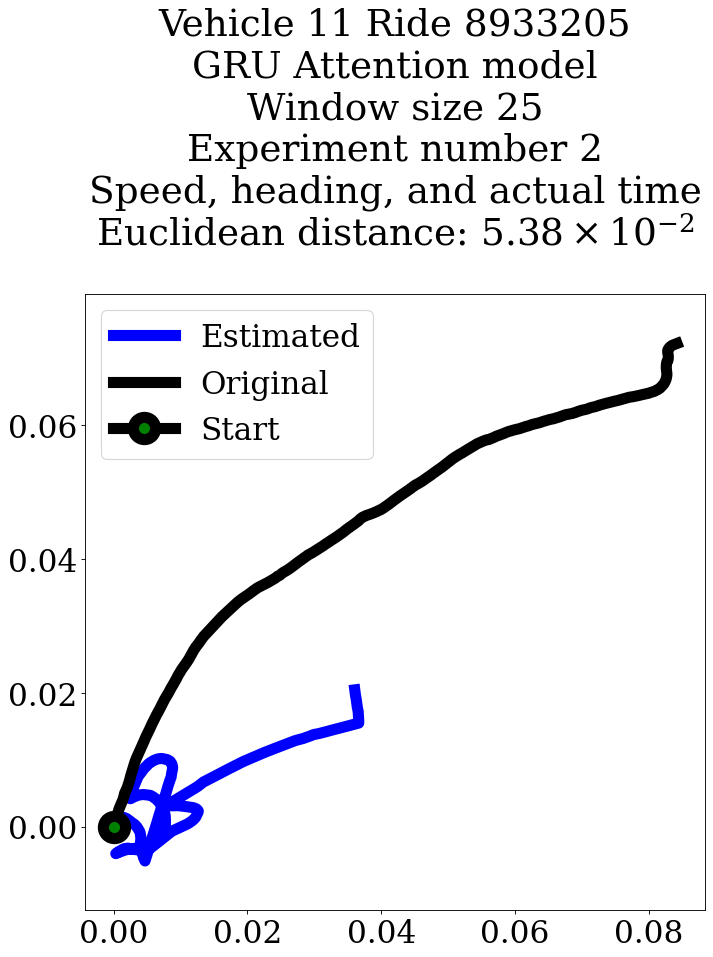 Vehicle 11 Ride 8933205
GRU Attention model
Window size 25
Experiment number 2
Speed, heading, and actual time
Euclidean distance: 5.38 × 10⁻²
Estimated
Original
Start
0.06
0.04
0.02
0.00
0.00 0.02 0.04 0.06 0.08